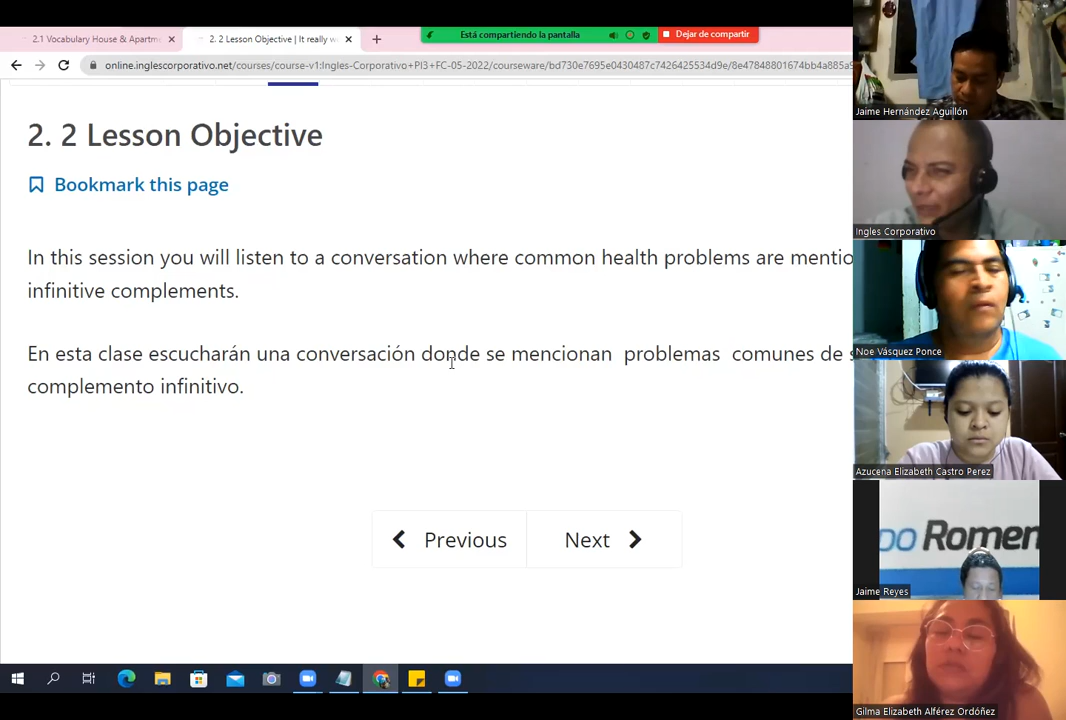 2.1 Vocabulary House & Apartm
2. 2 Lesson Objective | It really w
Está compartiendo la pantalla
Dejar de compartir
online.inglescorporativo.net/courses/course-v1:Ingles-Corporativo+PI3+FC-05-2022/courseware/bd730e7695e0430487c7426425534d9e/8e47848801674bb4a885a9
2. 2 Lesson Objective
Bookmark this page
In this session you will listen to a conversation where common health problems are mentio
infinitive complements.
En esta clase escucharán una conversación donde se mencionan problemas comunes de s
complemento infinitivo.
Previous
Next
Jaime Hernández Aguillón
Ingles Corporativo
Noe Vásquez Ponce
Azucena Elizabeth Castro Perez
po Romen
Jaime Reyes
Gilma Elizabeth Alférez Ordóñez